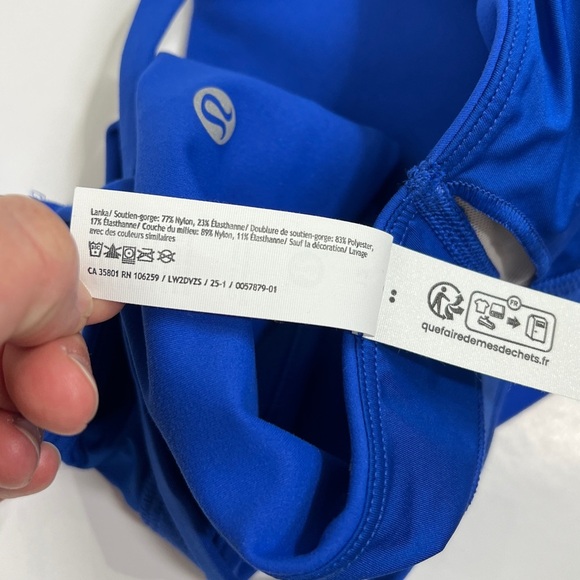 Lanka/ Soutien-gorge: 77% Nylon, 23% Élasthanne/ Doublure de soutien-gorge: 83% Polyester,
17% Élasthanne/ Couche du milieu: 89% Nylon, 11% Élasthanne/ Sauf la décoration/ Lavage
avec des couleurs similaires
CA 35801 RN 106259 / LW2DVZS / 25-1 / 0057879-01
FR
quefairedemesdechets.fr